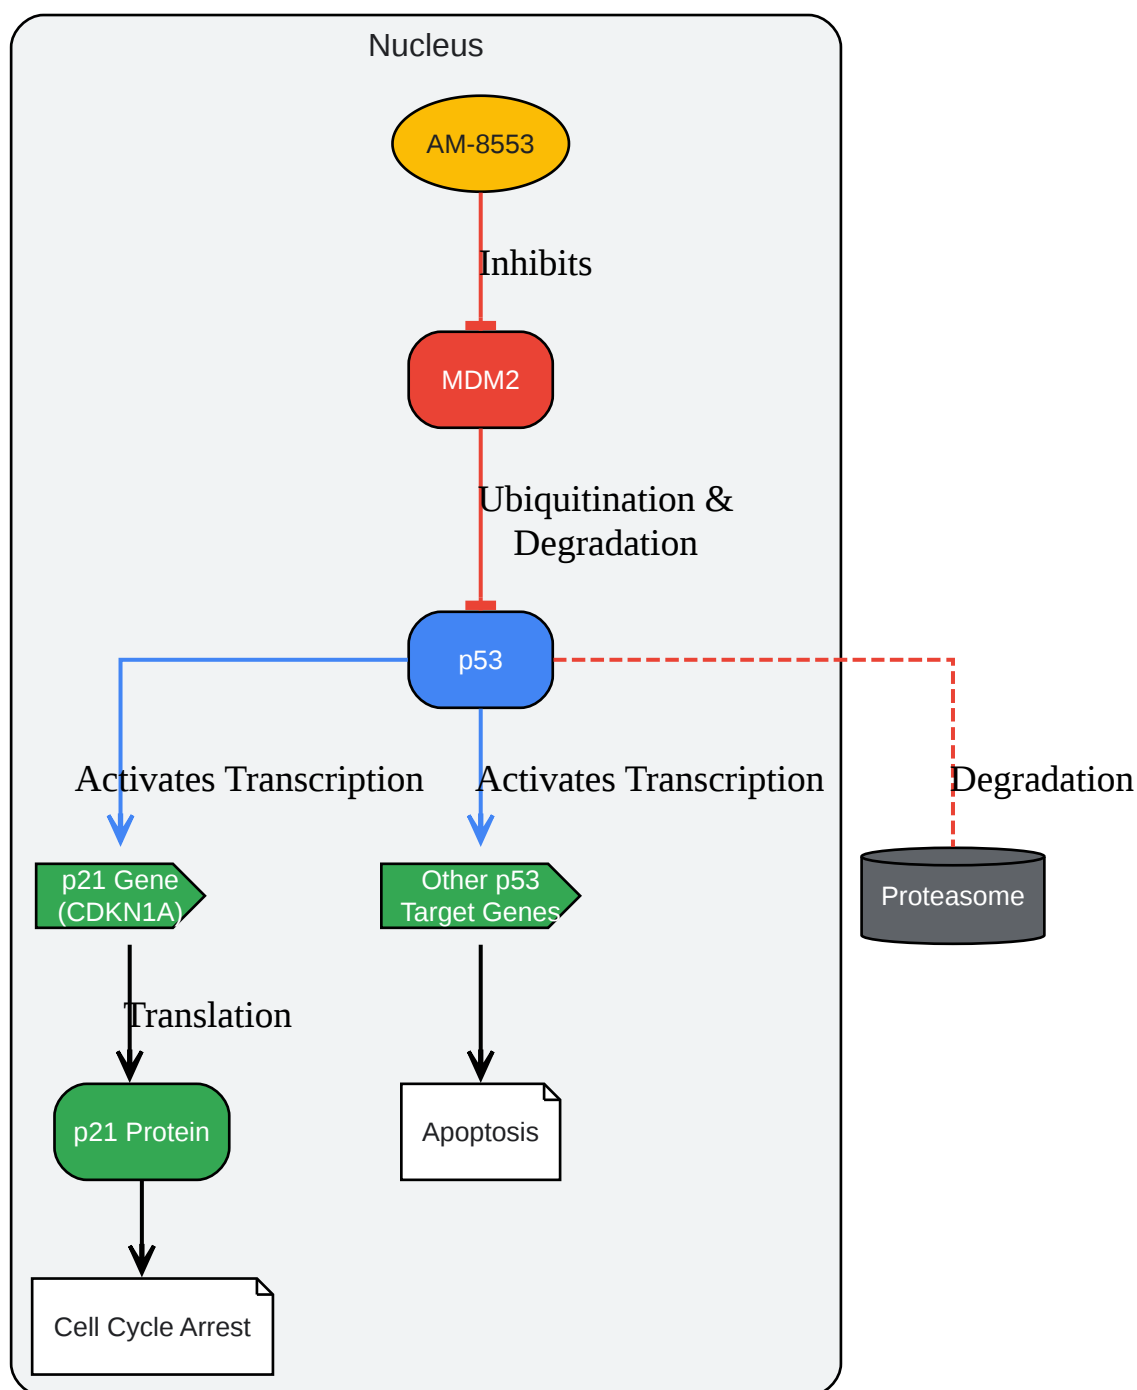 Nucleus
AM-8553
Inhibits
MDM2
Ubiquitination &
Degradation
p53
Activates Transcription
Activates Transcription
Degradation
p21 Gene
(CDKN1A)
Other p53
Target Genes
Proteasome
Translation
p21 Protein
Apoptosis
Cell Cycle Arrest